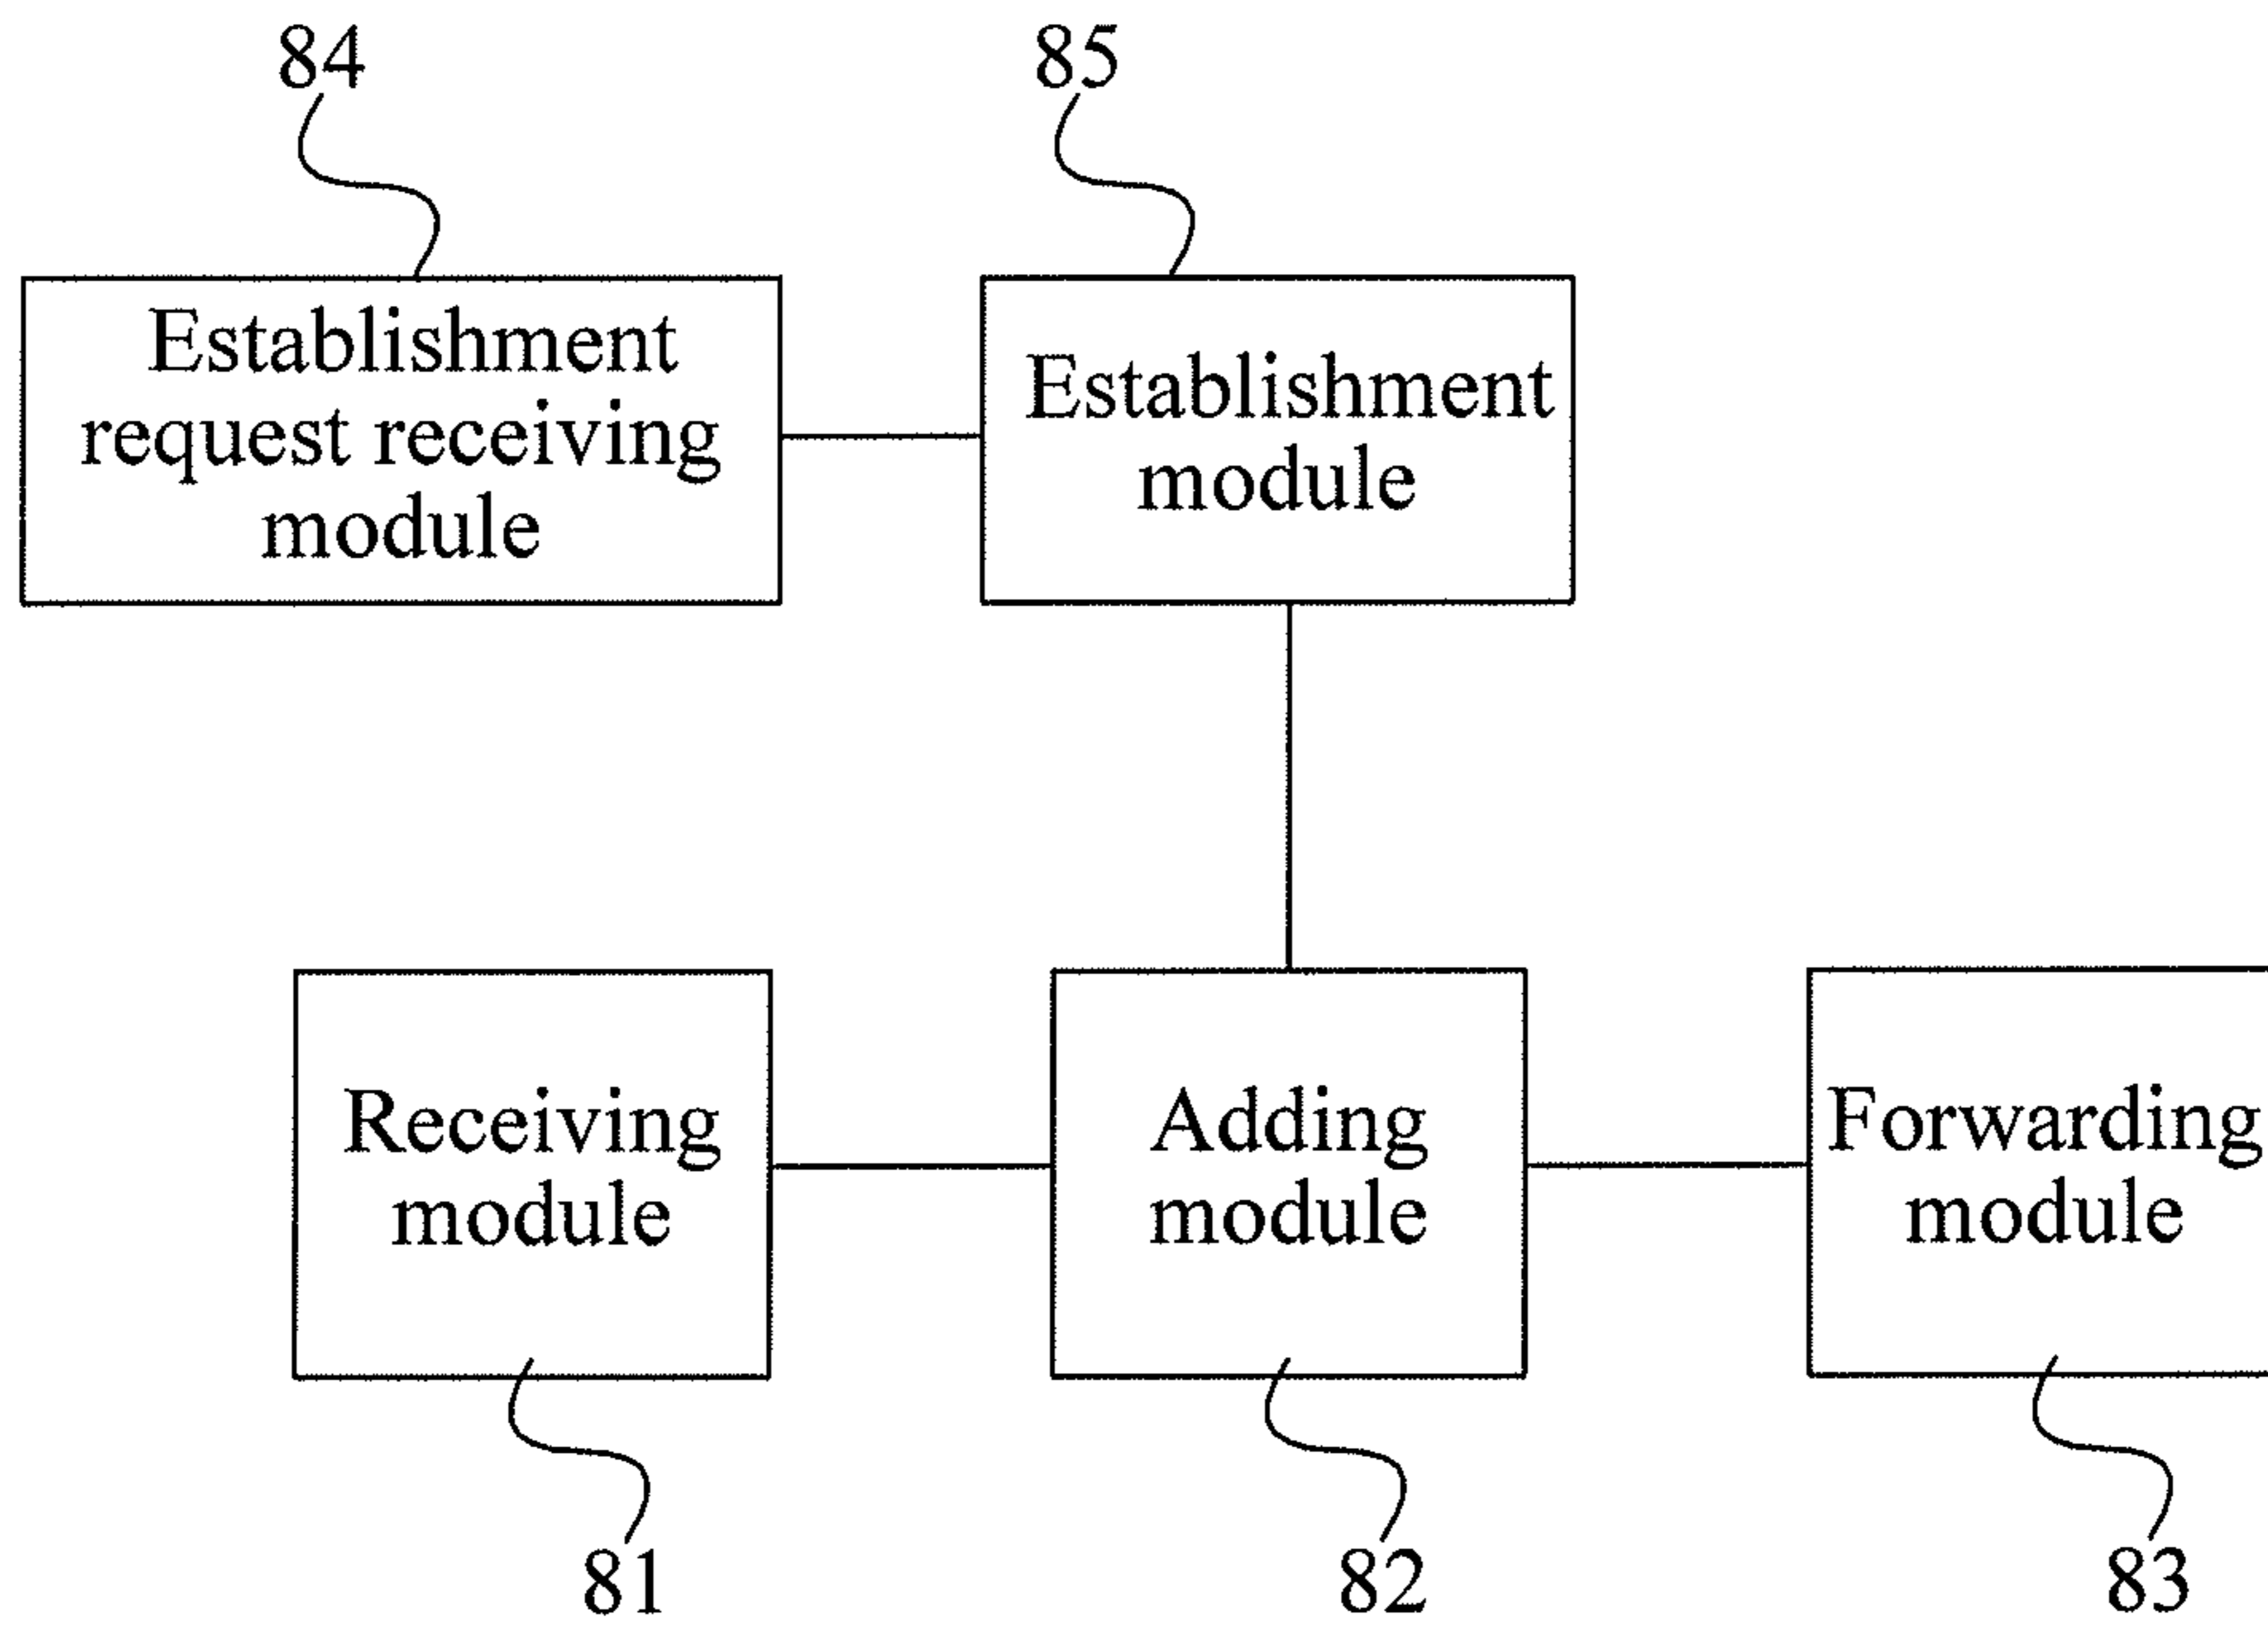 84
85
Establishment
request receiving
module
Establishment
module
Receiving
module
Adding
module
Forwarding
module
81
82
83